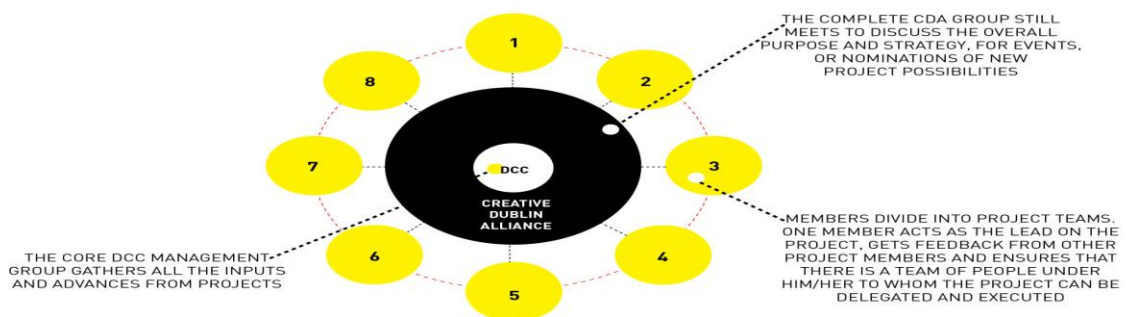 THE COMPLETE CDA GROUP STILL
MEETS TO DISCUSS THE OVERALL
PURPOSE AND STRATEGY, FOR EVENTS,
OR NOMINATIONS OF NEW
PROJECT POSSIBILITIES
1
2
3
4
5
6
7
8
DCC
CREATIVE
DUBLIN
ALLIANCE
THE CORE DCC MANAGEMENT
GROUP GATHERS ALL THE INPUTS
AND ADVANCES FROM PROJECTS
MEMBERS DIVIDE INTO PROJECT TEAMS.
ONE MEMBER ACTS AS THE LEAD ON THE
PROJECT, GETS FEEDBACK FROM OTHER
PROJECT MEMBERS AND ENSURES THAT
THERE IS A TEAM OF PEOPLE UNDER
HIM/HER TO WHOM THE PROJECT CAN BE
DELEGATED AND EXECUTED